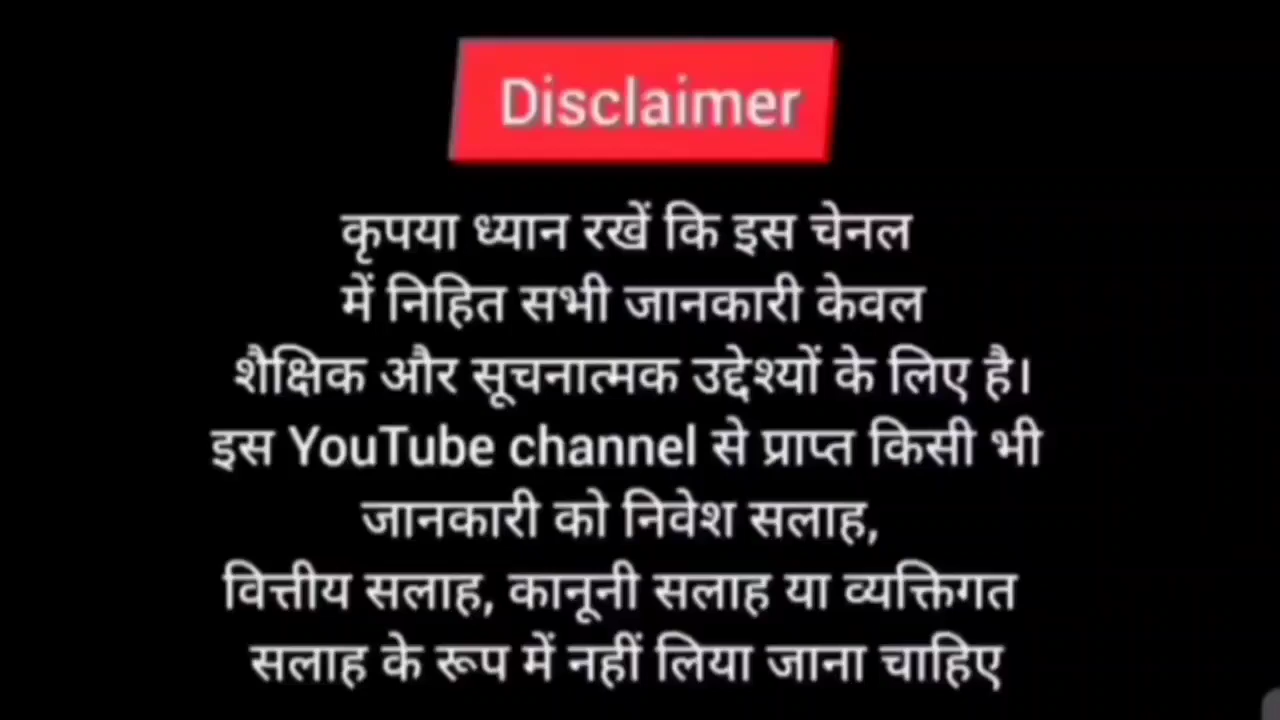 Disclaimer
कृपया ध्यान रखें कि इस चेनल
में निहित सभी जानकारी केवल
शैक्षिक और सूचनात्मक उद्देश्यों के लिए है।
इस YouTube channel से प्राप्त किसी भी
जानकारी को निवेश सलाह,
वित्तीय सलाह, कानूनी सलाह या व्यक्तिगत
सलाह के रूप में नहीं लिया जाना चाहिए